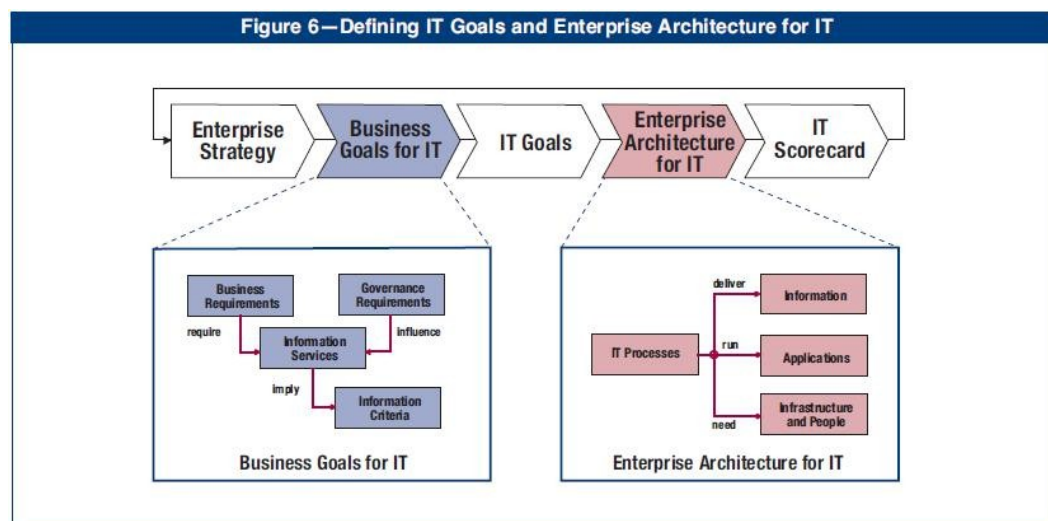 Figure 6—Defining IT Goals and Enterprise Architecture for IT
Enterprise
Strategy
Business
Goals for IT
IT Goals
Enterprise
Architecture
for IT
IT
Scorecard
Business
Requirements
Governance
Requirements
require
influence
Information
Services
imply
Information
Criteria
Business Goals for IT
deliver
Information
IT Processes
run
Applications
need
Infrastructure
and People
Enterprise Architecture for IT